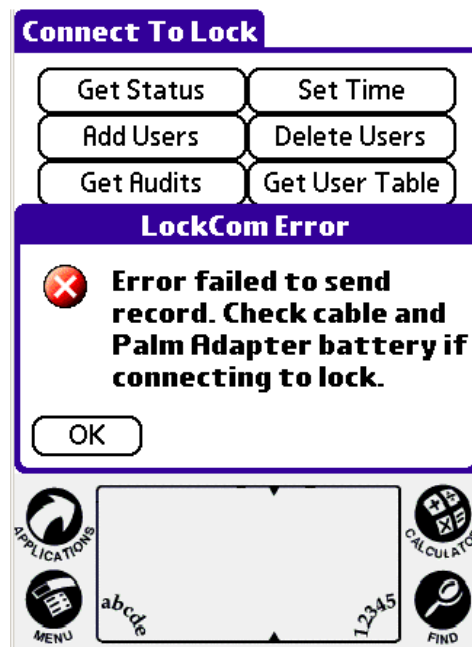 Connect To Lock
Get Status Set Time
Add Users Delete Users
Get Audits Get User Table
LockCom Error
Error failed to send
record. Check cable and
Palm Adapter battery if
connecting to lock.
OK
APPLICATIONS
CALCULATOR
MENU
abcde
12345
FIND